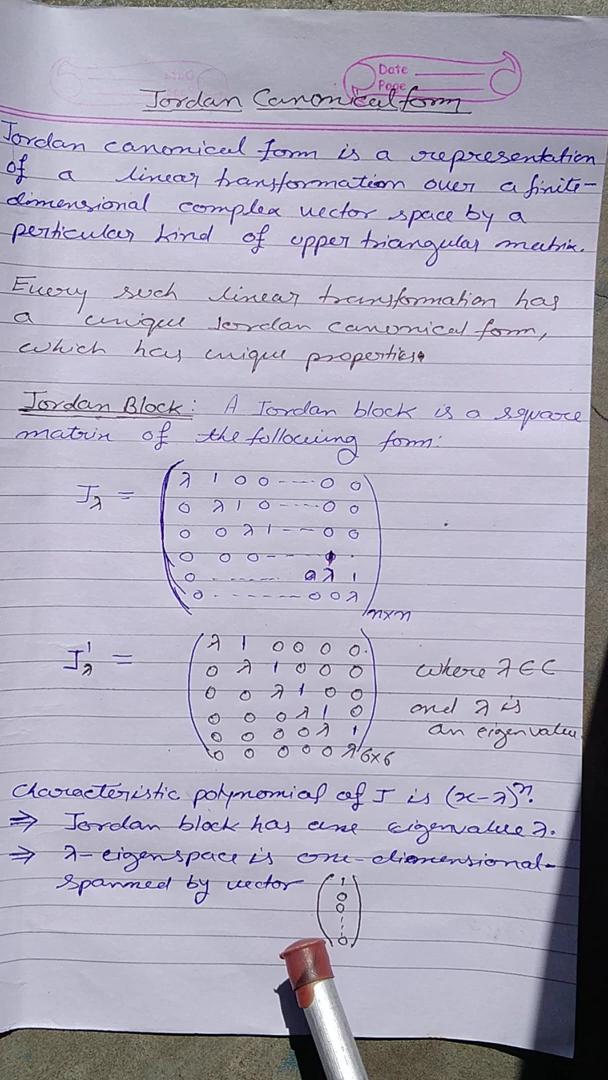 Date
Page
Jordan Canonical form
Jordan canonical form is a representation
of a linear transformation over a finite-
dimensional complex vector space by a
perticular kind of upper triangular matrix.
Every such linear transformation has
a unique Jordan canonical form,
which has unique properties.
Jordan Block: A Jordan block is a square
matrix of the following form:
λ 1 0 0 ---- 0 0
0 λ 1 0 ---- 0 0
Jλ = 0 0 λ 1 -- 0 0
0 0 0 ----
0 ------ 0 λ 1
0 ------ 0 0 λ n×n
λ 1 0 0 0 0
J'λ = 0 λ 1 0 0 0 where λ ∈ C
0 0 λ 1 0 0
0 0 0 λ 1 0 and λ is
0 0 0 0 λ 1 an eigenvalue.
0 0 0 0 0 λ 6×6
Characteristic polynomial of J is (x-λ)ⁿ.
⇒ Jordan block has one eigenvalue λ.
⇒ λ-eigenspace is one-dimensional-
spanned by vector
1
0
0
¦
0